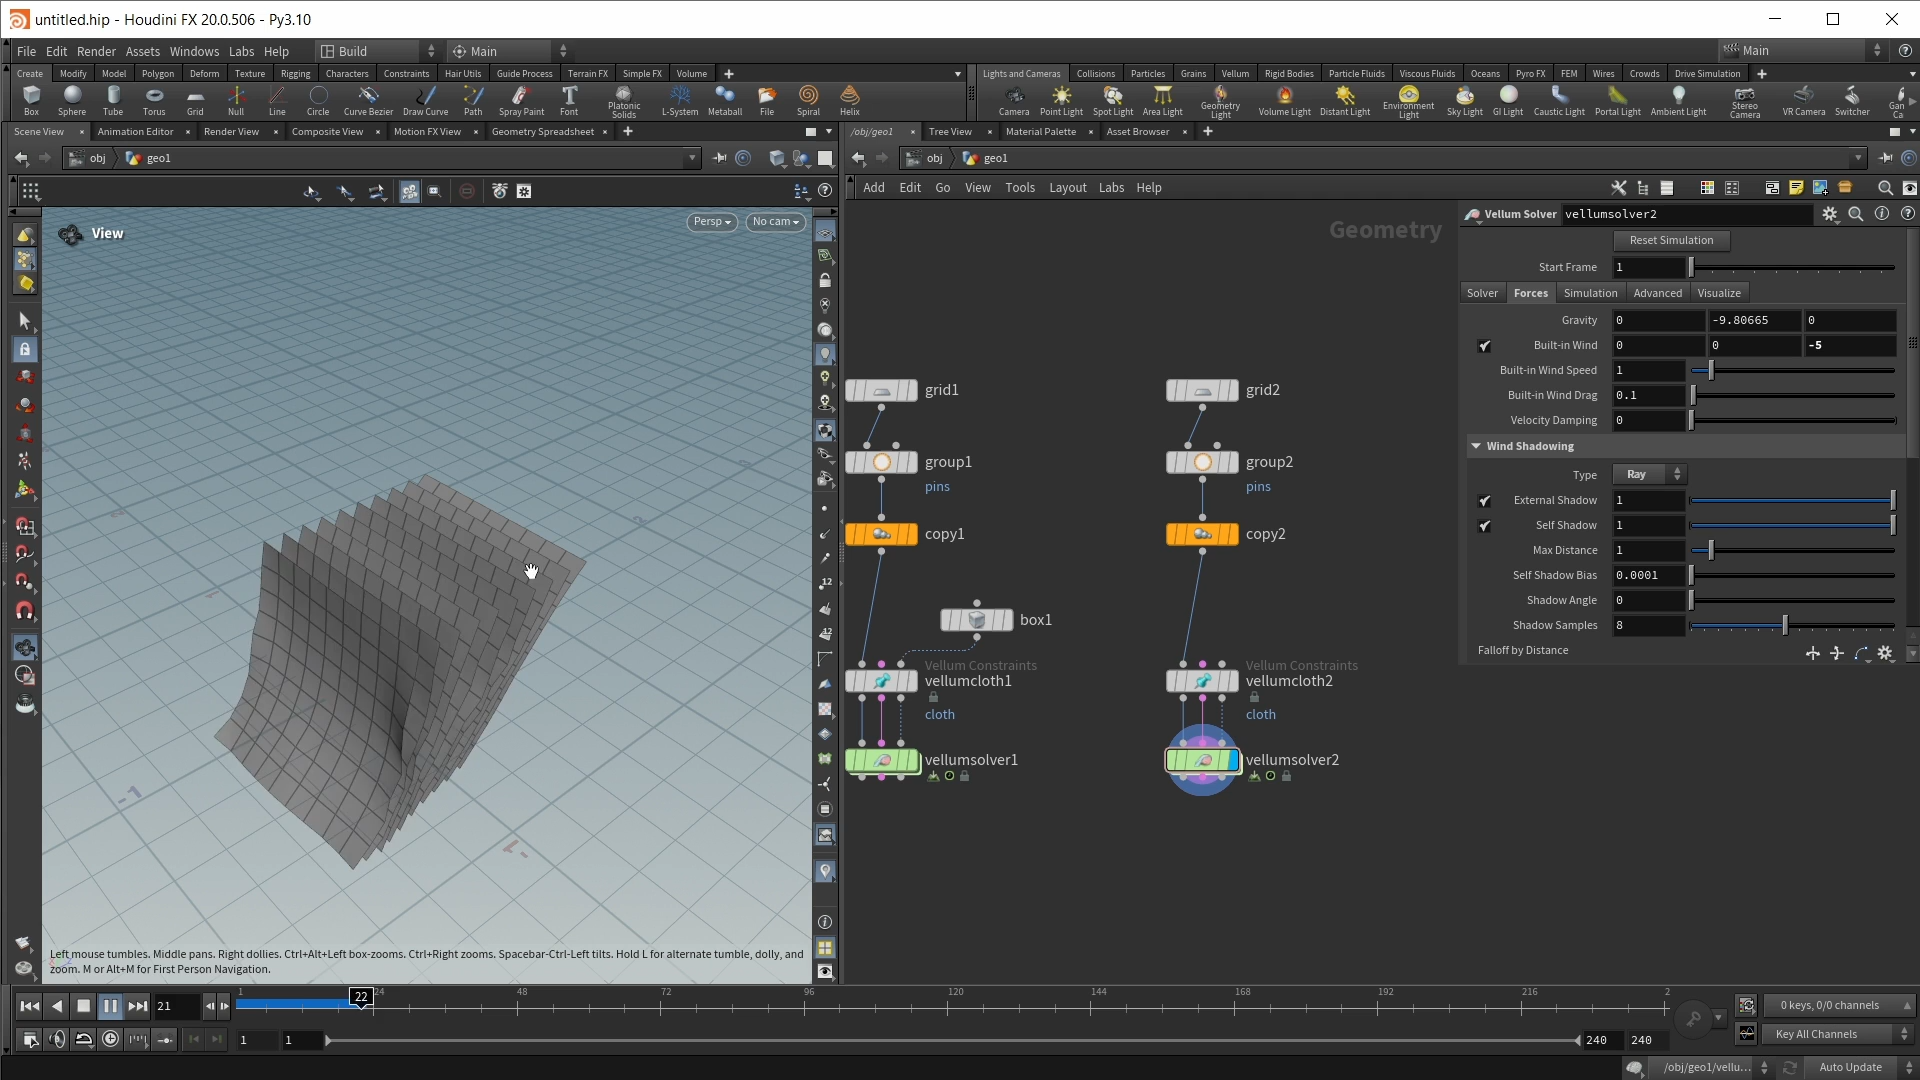 untitled.hip - Houdini FX 20.0.506 - Py3.10
File Edit Render Assets Windows Labs Help Build Main Main
Create Modify Model Polygon Deform Texture Rigging Characters Constraints Hair Utils Guide Process Terrain FX Simple FX Volume
Lights and Cameras Collisions Particles Grains Vellum Rigid Bodies Particle Fluids Viscous Fluids Oceans Pyro FX FEM Wires Crowds Drive Simulation
Box Sphere Tube Torus Grid Null Line Circle Curve Bezier Draw Curve Path Spray Paint Font Platonic Solids L-System Metaball File Spiral Helix
Camera Point Light Spot Light Area Light Geometry Light Volume Light Distant Light Environment Light Sky Light GI Light Caustic Light Portal Light Ambient Light Stereo Camera VR Camera Switcher Gan Ca
Scene View Animation Editor Render View Composite View Motion FX View Geometry Spreadsheet
/obj/geo1 Tree View Material Palette Asset Browser
obj geo1
obj geo1
Add Edit Go View Tools Layout Labs Help
View
Persp No cam
Geometry
Vellum Solver vellumsolver2
Reset Simulation
Start Frame 1
Solver Forces Simulation Advanced Visualize
Gravity 0 -9.80665 0
Built-in Wind 0 0 -5
Built-in Wind Speed 1
Built-in Wind Drag 0.1
Velocity Damping 0
Wind Shadowing
Type Ray
External Shadow 1
Self Shadow 1
Max Distance 1
Self Shadow Bias 0.0001
Shadow Angle 0
Shadow Samples 8
Falloff by Distance
grid1
group1
pins
copy1
box1
Vellum Constraints
vellumcloth1
cloth
vellumsolver1
grid2
group2
pins
copy2
Vellum Constraints
vellumcloth2
cloth
vellumsolver2
12
12
Left mouse tumbles. Middle pans. Right dollies. Ctrl+Alt+Left box-zooms. Ctrl+Right zooms. Spacebar-Ctrl-Left tilts. Hold L for alternate tumble, dolly, and
zoom. M or Alt+M for First Person Navigation.
21 1 22 24 48 72 96 120 144 168 192 216 2
0 keys, 0/0 channels
1 1 240 240
Key All Channels
/obj/geo1/vellu... Auto Update